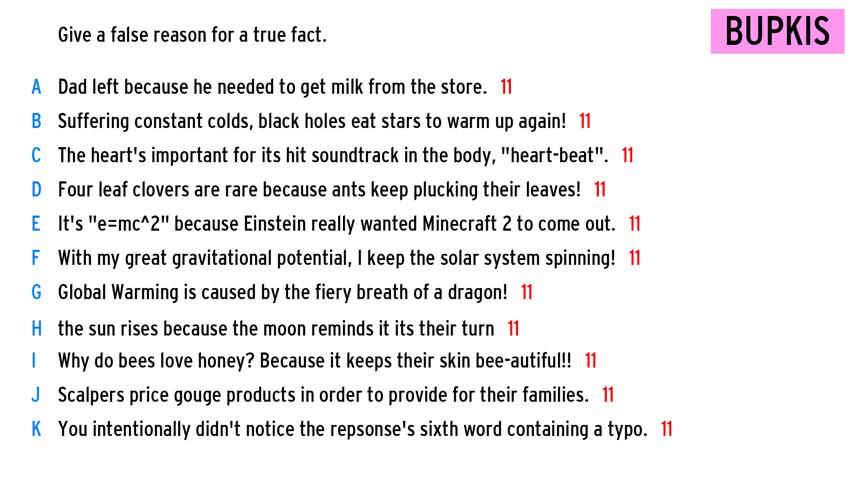 Give a false reason for a true fact.
BUPKIS
A Dad left because he needed to get milk from the store. 11
B Suffering constant colds, black holes eat stars to warm up again! 11
C The heart's important for its hit soundtrack in the body, "heart-beat". 11
D Four leaf clovers are rare because ants keep plucking their leaves! 11
E It's "e=mc^2" because Einstein really wanted Minecraft 2 to come out. 11
F With my great gravitational potential, I keep the solar system spinning! 11
G Global Warming is caused by the fiery breath of a dragon! 11
H the sun rises because the moon reminds it its their turn 11
I Why do bees love honey? Because it keeps their skin bee-autiful!! 11
J Scalpers price gouge products in order to provide for their families. 11
K You intentionally didn't notice the repsonse's sixth word containing a typo. 11